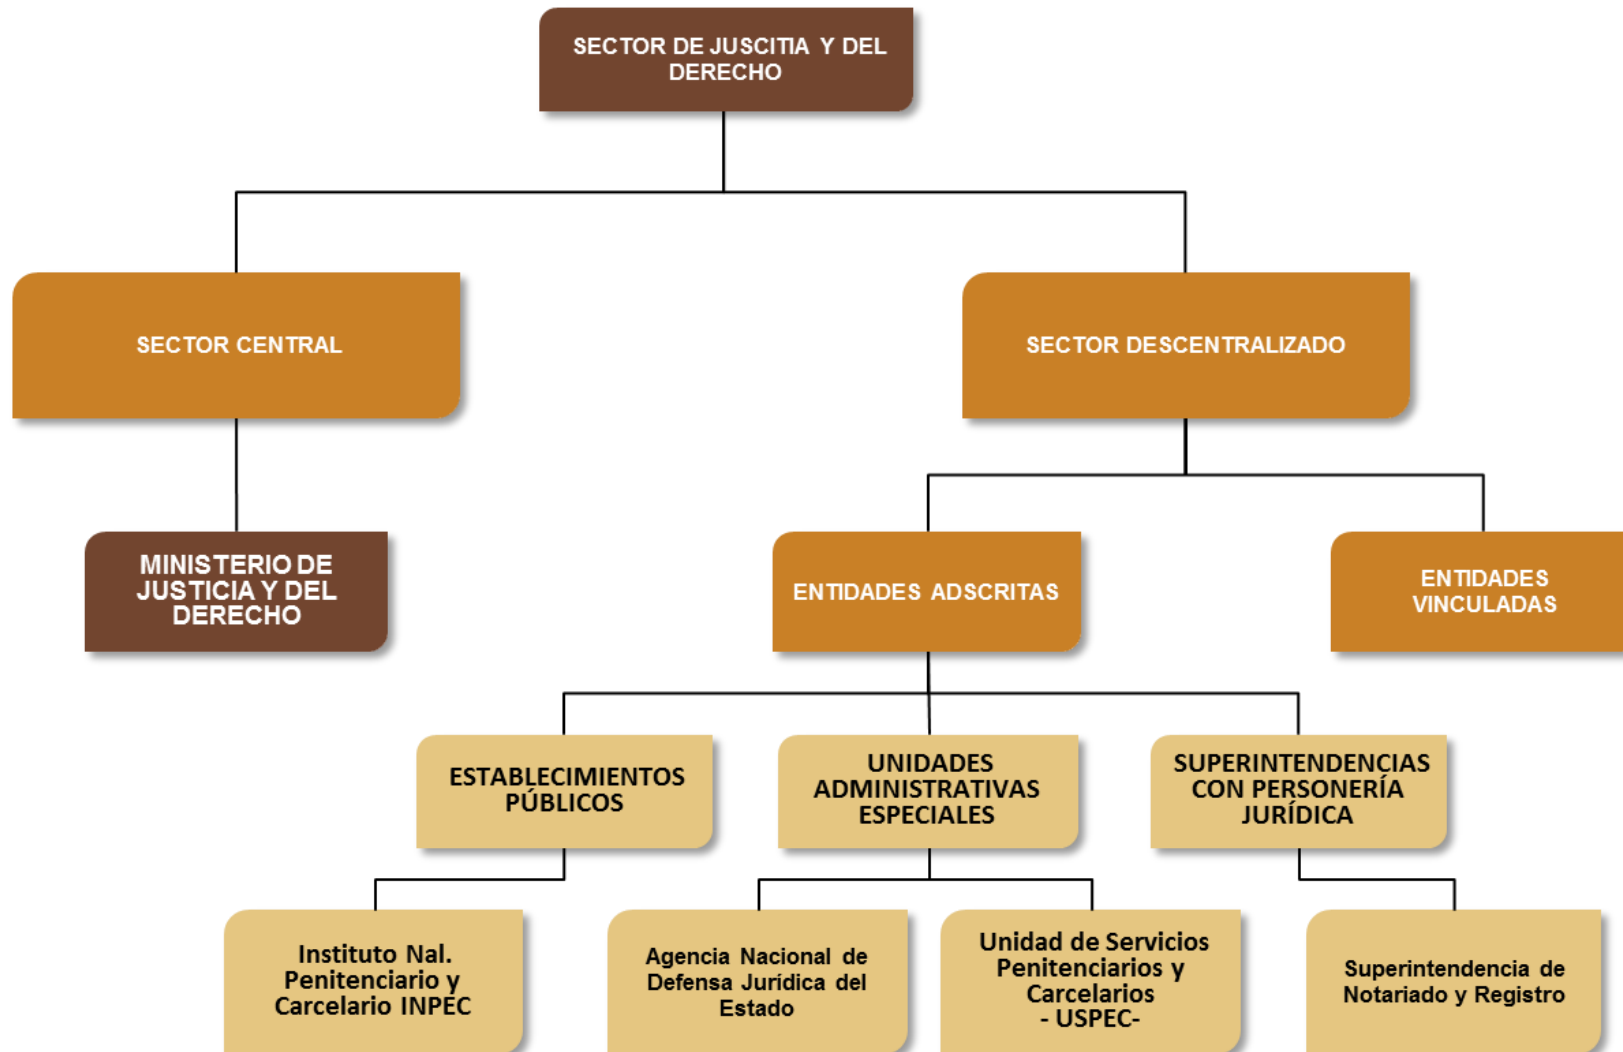 SECTOR DE JUSCITIA Y DEL
DERECHO
SECTOR CENTRAL
SECTOR DESCENTRALIZADO
MINISTERIO DE
JUSTICIA Y DEL
DERECHO
ENTIDADES ADSCRITAS
ENTIDADES
VINCULADAS
ESTABLECIMIENTOS
PÚBLICOS
UNIDADES
ADMINISTRATIVAS
ESPECIALES
SUPERINTENDENCIAS
CON PERSONERÍA
JURÍDICA
Instituto Nal.
Penitenciario y
Carcelario INPEC
Agencia Nacional de
Defensa Jurídica del
Estado
Unidad de Servicios
Penitenciarios y
Carcelarios
- USPEC-
Superintendencia de
Notariado y Registro